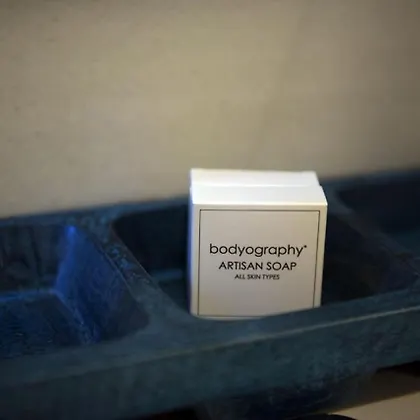 bodyography*
ARTISAN SOAP
ALL SKIN TYPES